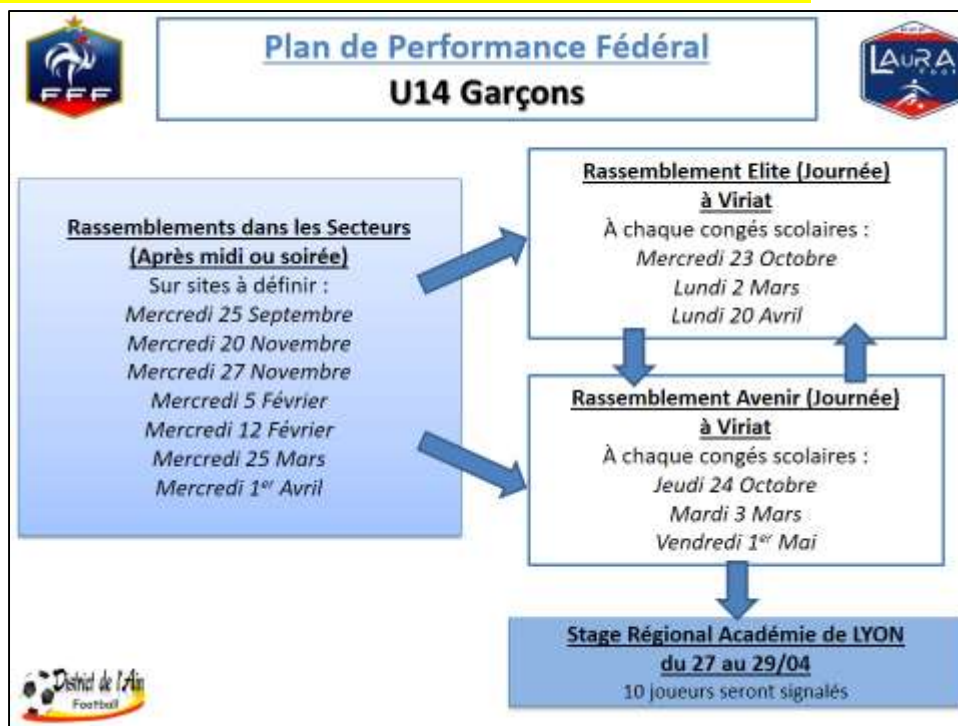 FFF
Plan de Performance Fédéral
U14 Garçons
LAuRA
FOOT
Rassemblements dans les Secteurs
(Après midi ou soirée)
Sur sites à définir :
Mercredi 25 Septembre
Mercredi 20 Novembre
Mercredi 27 Novembre
Mercredi 5 Février
Mercredi 12 Février
Mercredi 25 Mars
Mercredi 1er Avril
Rassemblement Elite (Journée)
à Viriat
À chaque congés scolaires :
Mercredi 23 Octobre
Lundi 2 Mars
Lundi 20 Avril
Rassemblement Avenir (Journée)
à Viriat
À chaque congés scolaires :
Jeudi 24 Octobre
Mardi 3 Mars
Vendredi 1er Mai
Stage Régional Académie de LYON
du 27 au 29/04
10 joueurs seront signalés
District de l'Ain
Football